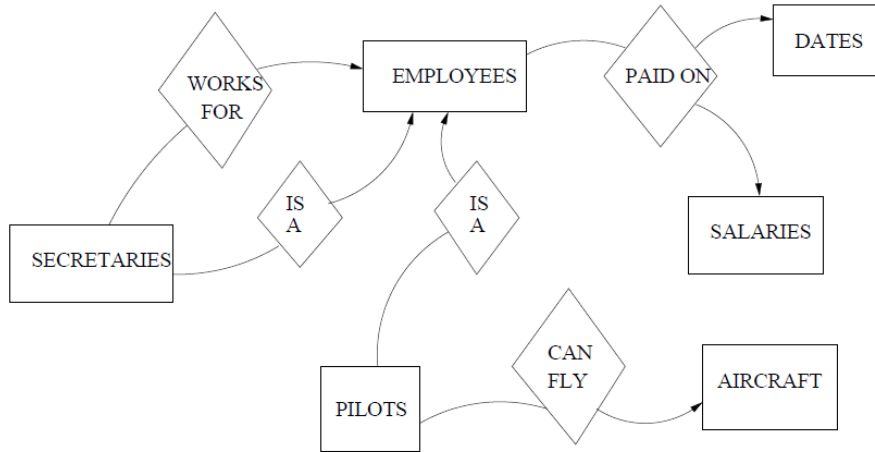 DATES
EMPLOYEES
PAID ON
WORKS
FOR
IS
A
IS
A
SALARIES
SECRETARIES
CAN
FLY
AIRCRAFT
PILOTS